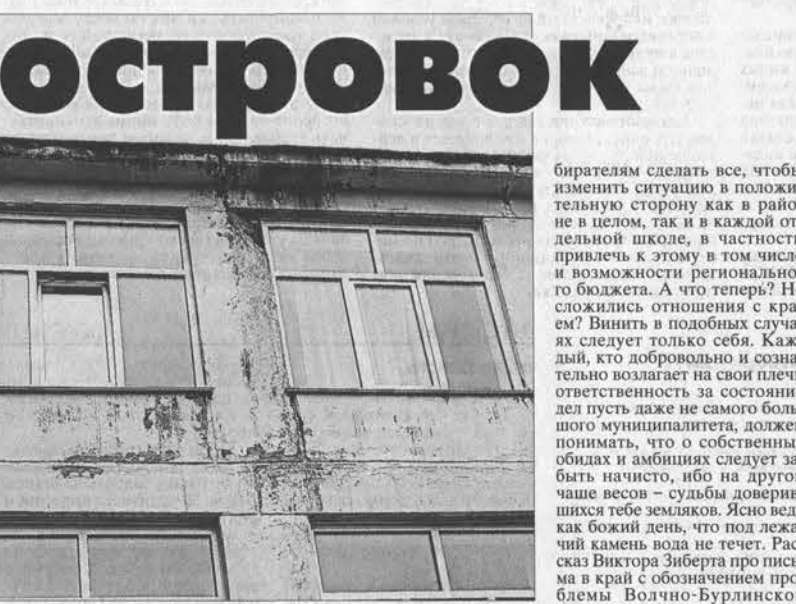 островок
бирателям сделать все, чтобы
изменить ситуацию в положи-
тельную сторону как в райо-
не в целом, так и в каждой от-
дельной школе, в частности
привлечь к этому в том числе
и возможности регионально-
го бюджета. А что теперь? Не
сложились отношения с кра-
ем? Винить в подобных случа-
ях следует только себя. Каж-
дый, кто добровольно и созна-
тельно возлагает на свои плечи
ответственность за состояние
дел пусть даже не самого боль-
шого муниципалитета, должен
понимать, что о собственных
обидах и амбициях следует за-
быть начисто, ибо на другой
чаше весов – судьбы доверив-
шихся тебе земляков. Ясно ведь
как божий день, что под лежа-
чий камень вода не течет. Рас-
сказ Виктора Зиберта про пись-
ма в край с обозначением про-
блемы Волчно-Бурлинской